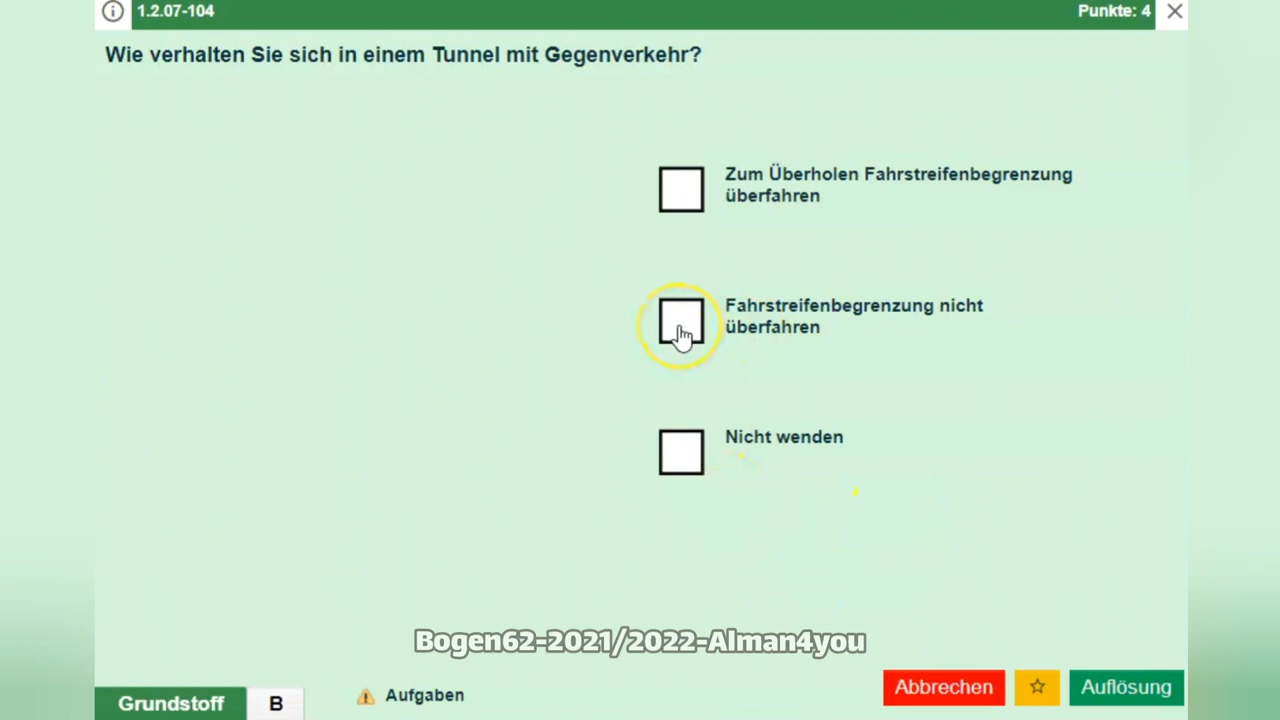 1.2.07-104
Punkte: 4
Wie verhalten Sie sich in einem Tunnel mit Gegenverkehr?
Zum Überholen Fahrstreifenbegrenzung
überfahren
Fahrstreifenbegrenzung nicht
überfahren
Nicht wenden
Bogen62-2021/2022-Alman4you
Grundstoff
B
Aufgaben
Abbrechen
Auflösung